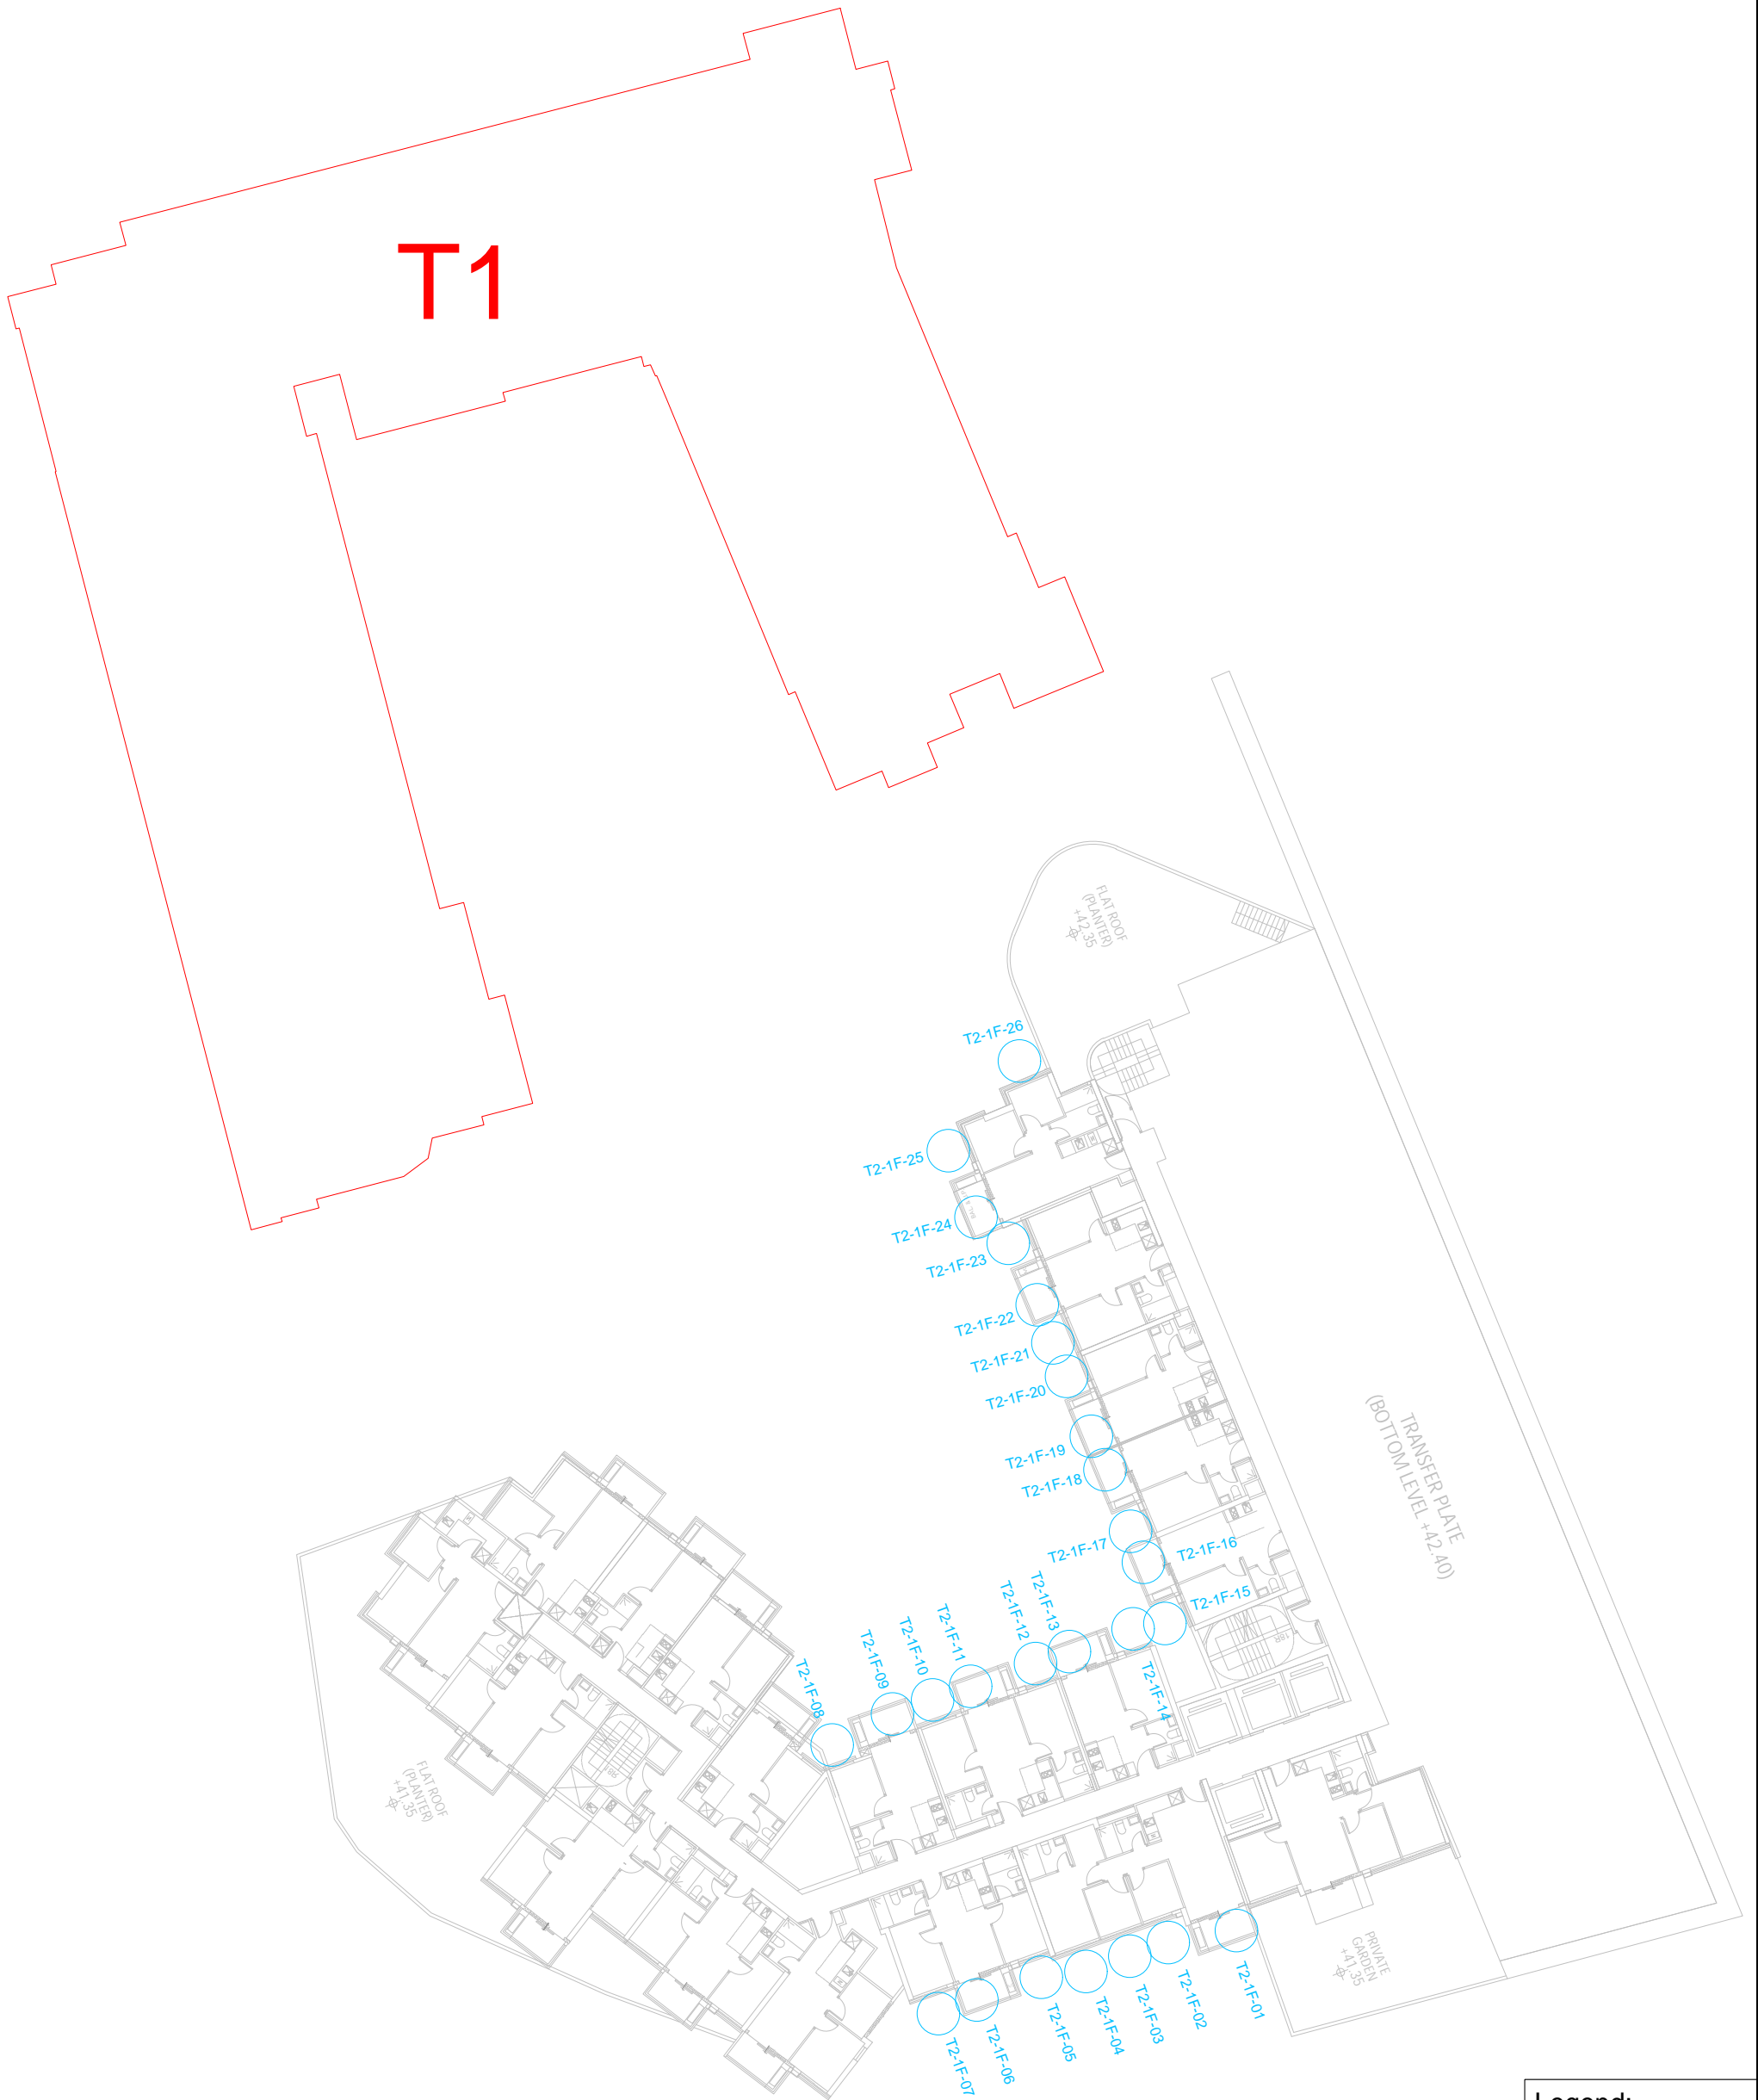 T1
FLAT ROOF
(PLANTER)
+42.35
T2-1F-26
T2-1F-25
T2-1F-24
T2-1F-23
T2-1F-22
T2-1F-21
T2-1F-20
T2-1F-19
T2-1F-18
T2-1F-17
T2-1F-16
T2-1F-15
TRANSFER PLATE
(BOTTOM LEVEL +42.40)
T2-1F-13
T2-1F-12
T2-1F-11
T2-1F-10
T2-1F-09
T2-1F-08
T2-1F-14
18R
FLAT ROOF
(PLANTER)
+41.35
PRIVATE
GARDEN
+41.35
T2-1F-01
T2-1F-02
T2-1F-03
T2-1F-04
T2-1F-05
T2-1F-06
T2-1F-07